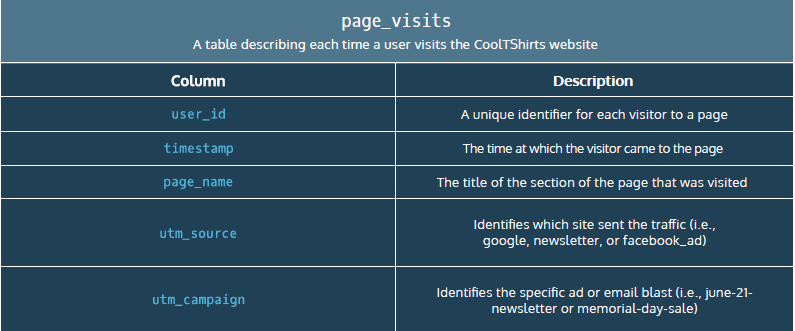 page_visits
A table describing each time a user visits the CoolTShirts website
Column
Description
user_id
A unique identifier for each visitor to a page
timestamp
The time at which the visitor came to the page
page_name
The title of the section of the page that was visited
utm_source
Identifies which site sent the traffic (i.e.,
google, newsletter, or facebook_ad)
utm_campaign
Identifies the specific ad or email blast (i.e., june-21-
newsletter or memorial-day-sale)